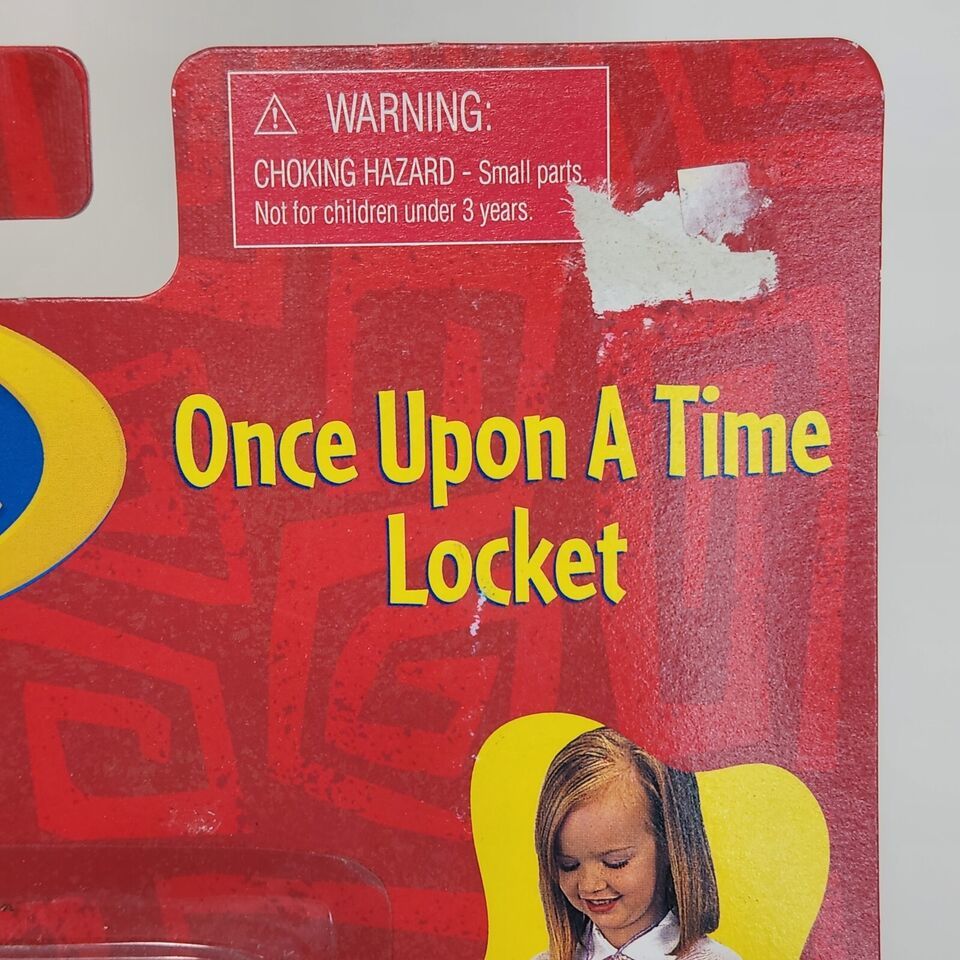 WARNING:
CHOKING HAZARD - Small parts.
Not for children under 3 years.
Once Upon A Time
Locket